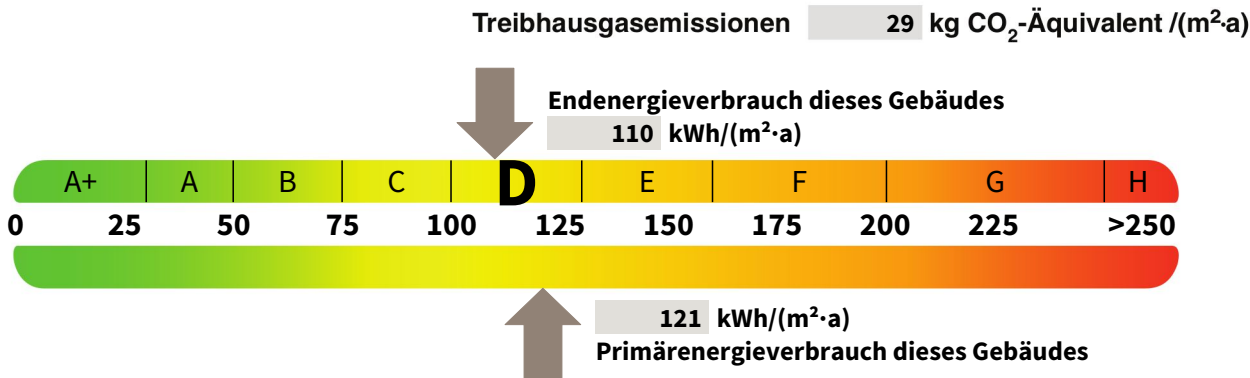 Treibhausgasemissionen 29 kg CO₂-Äquivalent /(m²·a)
Endenergieverbrauch dieses Gebäudes
110 kWh/(m²·a)
A+ A B C D E F G H
0 25 50 75 100 125 150 175 200 225 >250
121 kWh/(m²·a)
Primärenergieverbrauch dieses Gebäudes